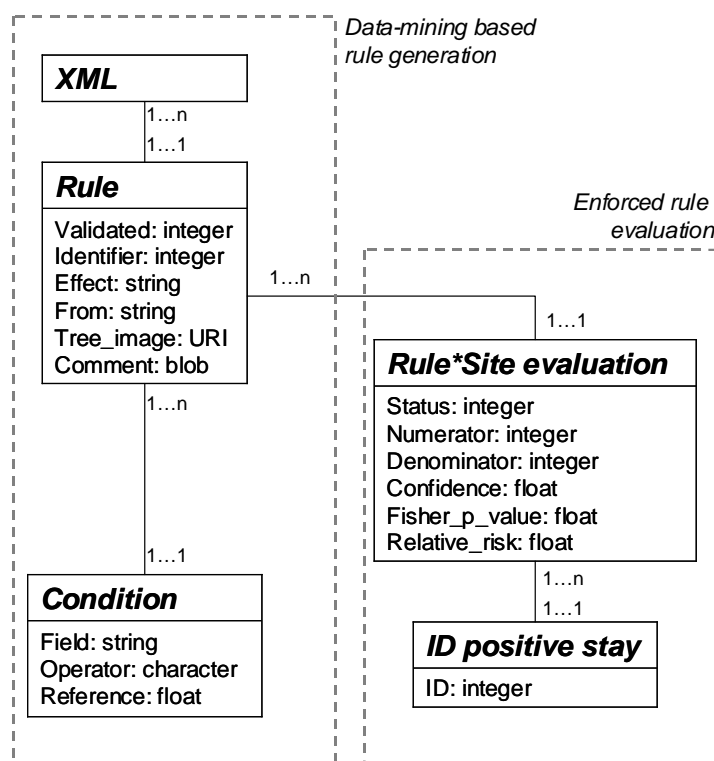 Data-mining based
rule generation
XML
1…n
1…1
Rule
Validated: integer
Identifier: integer
Effect: string
From: string
Tree_image: URI
Comment: blob
1…n
1…1
Condition
Field: string
Operator: character
Reference: float
Enforced rule
evaluation
1…n
1…1
Rule*Site evaluation
Status: integer
Numerator: integer
Denominator: integer
Confidence: float
Fisher_p_value: float
Relative_risk: float
1…n
1…1
ID positive stay
ID: integer